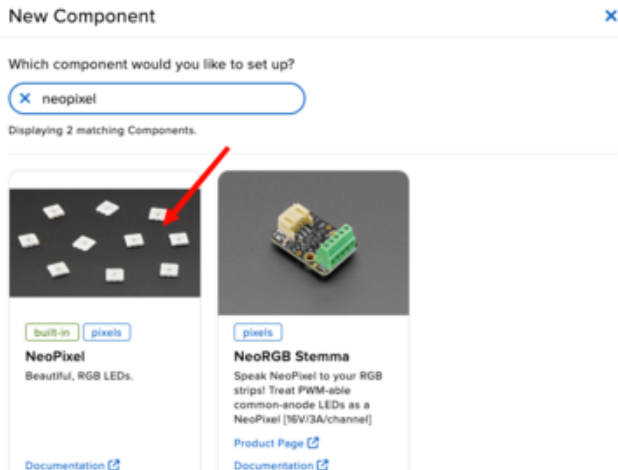 New Component
Which component would you like to set up?
neopixel
Displaying 2 matching Components.
built-in
pixels
NeoPixel
Beautiful, RGB LEDs.
Documentation
pixels
NeoRGB Stemma
Speak NeoPixel to your RGB
strips! Treat PWM-able
common-anode LEDs as a
NeoPixel [16V/3A/channel]
Product Page
Documentation